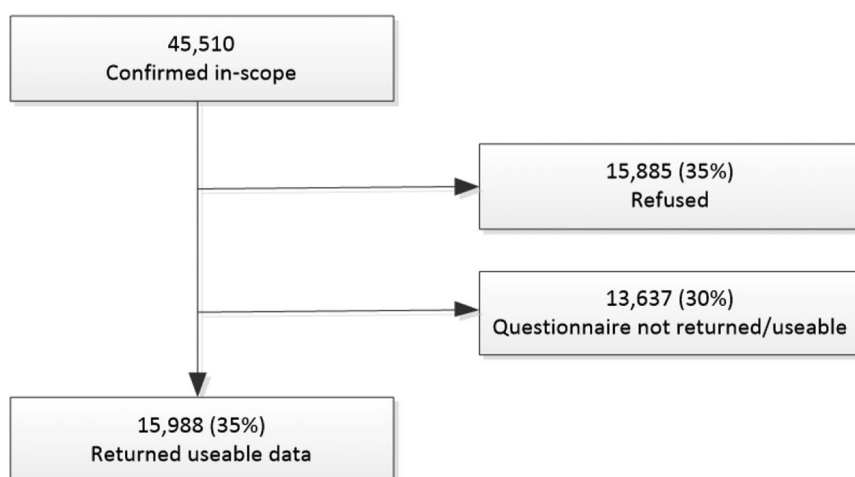 45,510
Confirmed in-scope
15,885 (35%)
Refused
13,637 (30%)
Questionnaire not returned/useable
15,988 (35%)
Returned useable data